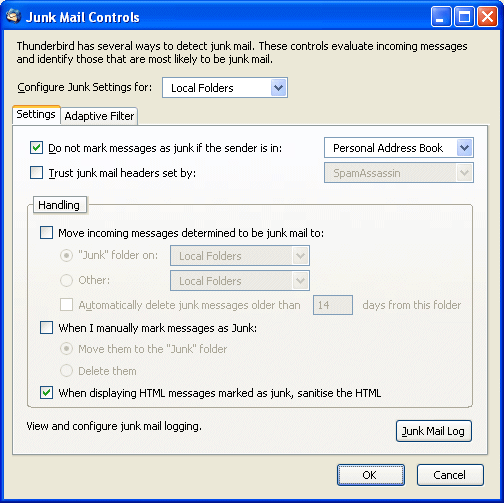 Junk Mail Controls
Thunderbird has several ways to detect junk mail. These controls evaluate incoming messages
and identify those that are most likely to be junk mail.
Configure Junk Settings for: Local Folders
Settings Adaptive Filter
Do not mark messages as junk if the sender is in: Personal Address Book
Trust junk mail headers set by: SpamAssassin
Handling
Move incoming messages determined to be junk mail to:
"Junk" folder on: Local Folders
Other: Local Folders
Automatically delete junk messages older than 14 days from this folder
When I manually mark messages as Junk:
Move them to the "Junk" folder
Delete them
When displaying HTML messages marked as junk, sanitise the HTML
View and configure junk mail logging.
Junk Mail Log
OK Cancel